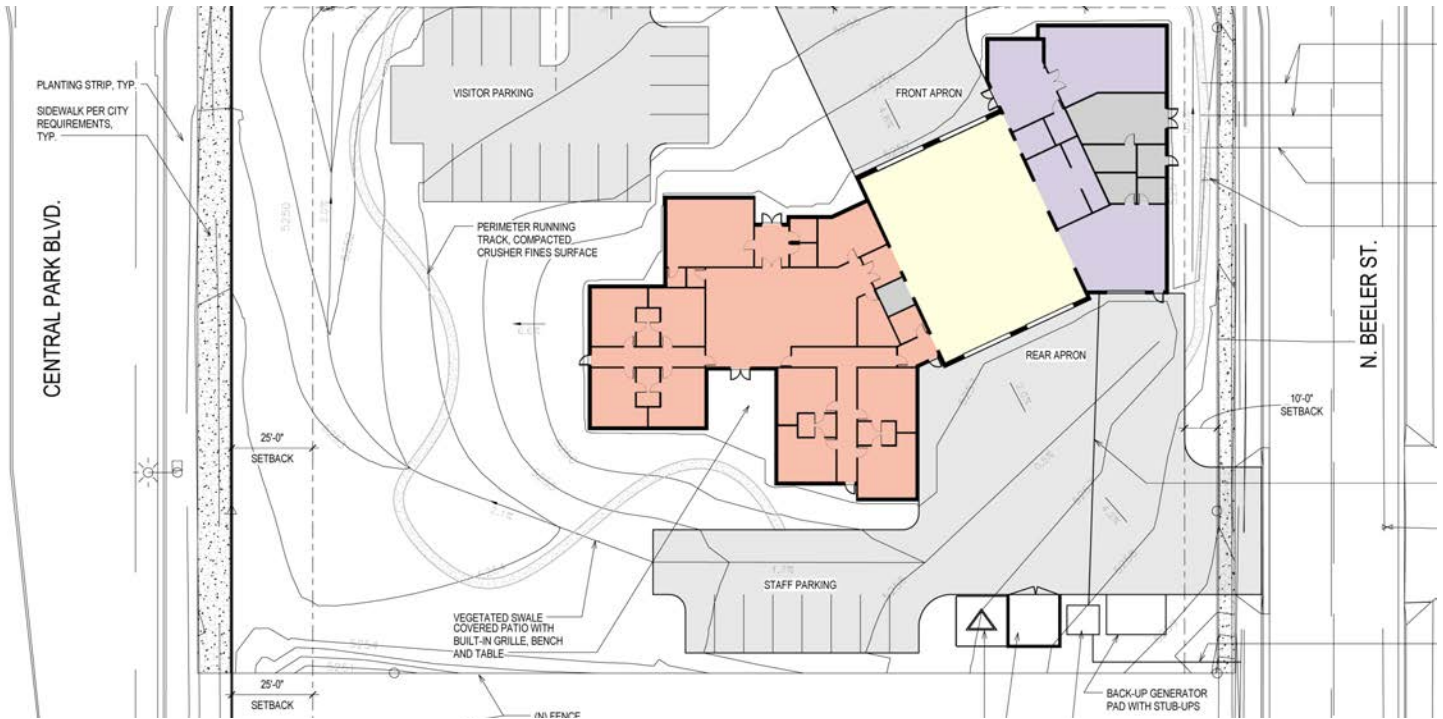 PLANTING STRIP, TYP.
SIDEWALK PER CITY
REQUIREMENTS,
TYP.
VISITOR PARKING
FRONT APRON
PERIMETER RUNNING
TRACK, COMPACTED
CRUSHER FINES SURFACE
CENTRAL PARK BLVD.
N. BEELER ST.
REAR APRON
10'-0"
SETBACK
25'-0"
SETBACK
STAFF PARKING
VEGETATED SWALE
COVERED PATIO WITH
BUILT-IN GRILLE, BENCH
AND TABLE
5250
5254
25'-0"
SETBACK
(N) FENCE
BACK-UP GENERATOR
PAD WITH STUB-UPS